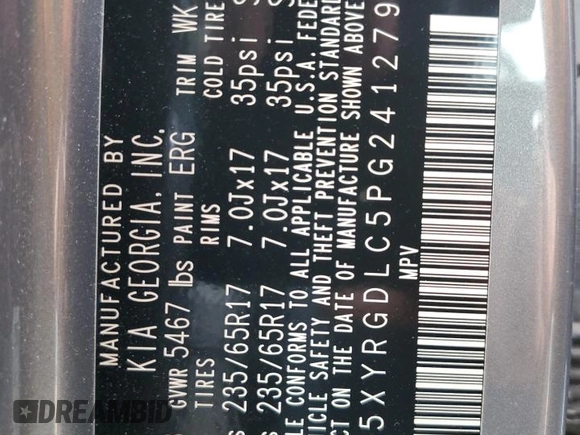 MANUFACTURED BY
KIA GEORGIA, INC.
GVWR 5467 lbs PAINT ERG TRIM WK
TIRES RIMS COLD TIRE
235/65R17 7.0Jx17 35psi
235/65R17 7.0Jx17 35psi
CONFORMS TO ALL APPLICABLE U.S.A.
SAFETY AND THEFT PREVENTION
ON THE DATE OF MANUFACTURE SHOWN ABOVE
5XYRGDLC5PG241279
MPV
DREAMBID